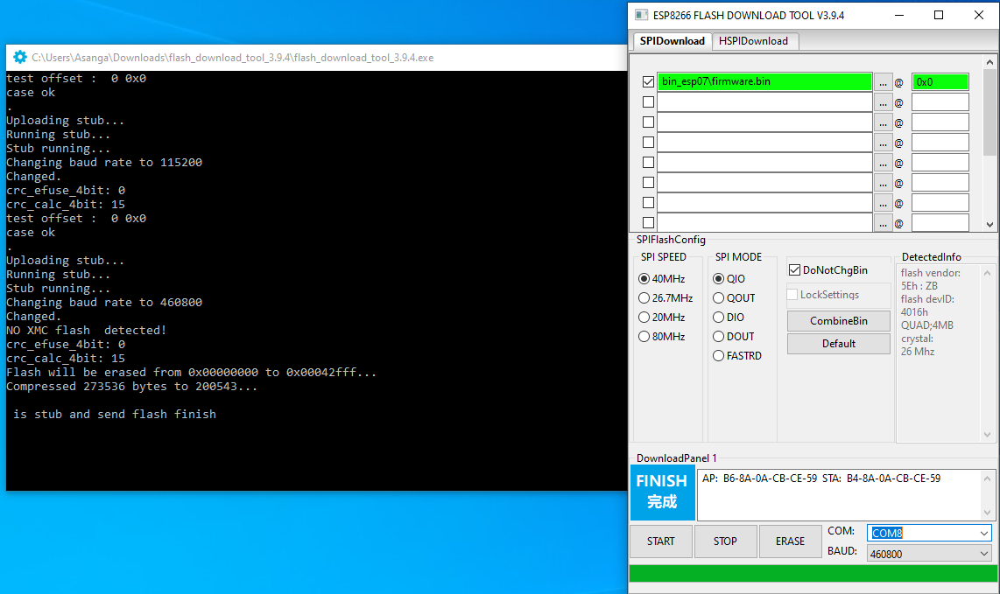 C:\Users\Asanga\Downloads\flash_download_tool_3.9.4\flash_download_tool_3.9.4.exe
test offset :  0 0x0
case ok
.
Uploading stub...
Running stub...
Stub running...
Changing baud rate to 115200
Changed.
crc_efuse_4bit: 0
crc_calc_4bit: 15
test offset :  0 0x0
case ok
.
Uploading stub...
Running stub...
Stub running...
Changing baud rate to 460800
Changed.
NO XMC flash  detected!
crc_efuse_4bit: 0
crc_calc_4bit: 15
Flash will be erased from 0x00000000 to 0x00042fff...
Compressed 273536 bytes to 200543...
is stub and send flash finish
ESP8266 FLASH DOWNLOAD TOOL V3.9.4
SPIDownload HSPIDownload
bin_esp07\firmware.bin ... @ 0x0
... @
... @
... @
... @
... @
... @
... @
SPIFlashConfig
SPI SPEED
40MHz
26.7MHz
20MHz
80MHz
SPI MODE
QIO
QOUT
DIO
DOUT
FASTRD
DoNotChgBin
LockSettings
CombineBin
Default
DetectedInfo
flash vendor:
5Eh : ZB
flash devID:
4016h
QUAD;4MB
crystal:
26 Mhz
DownloadPanel 1
FINISH
完成
AP:  B6-8A-0A-CB-CE-59  STA:  B4-8A-0A-CB-CE-59
START STOP ERASE
COM: COM8
BAUD: 460800